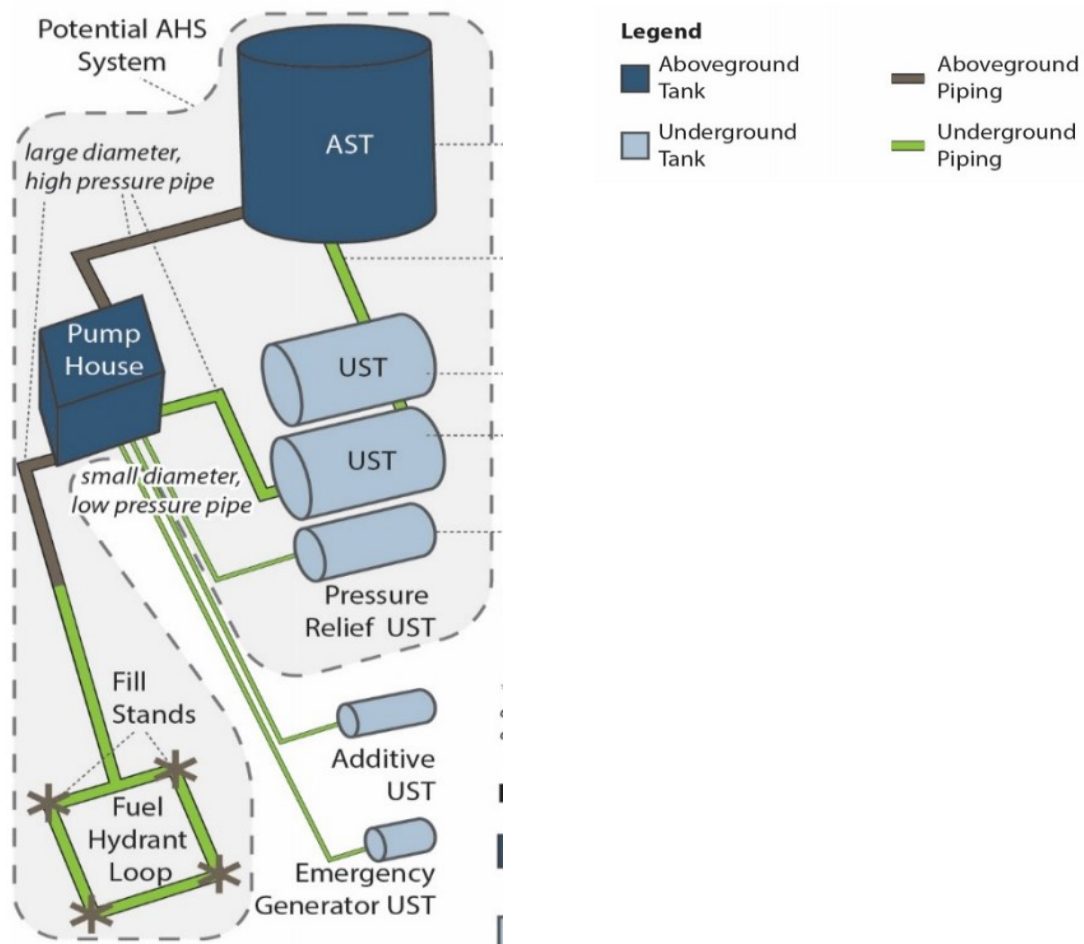 Potential AHS
System
large diameter,
high pressure pipe
AST
Pump
House
UST
UST
small diameter,
low pressure pipe
Pressure
Relief UST
Fill
Stands
Fuel
Hydrant
Loop
Additive
UST
Emergency
Generator UST
Legend
Aboveground
Tank
Underground
Tank
Aboveground
Piping
Underground
Piping